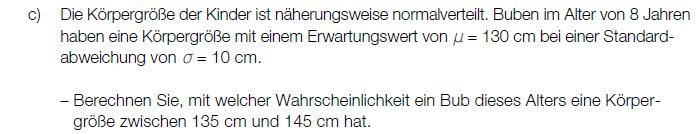 c) Die Körpergröße der Kinder ist näherungsweise normalverteilt. Buben im Alter von 8 Jahren
haben eine Körpergröße mit einem Erwartungswert von μ = 130 cm bei einer Standard-
abweichung von σ = 10 cm.
– Berechnen Sie, mit welcher Wahrscheinlichkeit ein Bub dieses Alters eine Körper-
größe zwischen 135 cm und 145 cm hat.